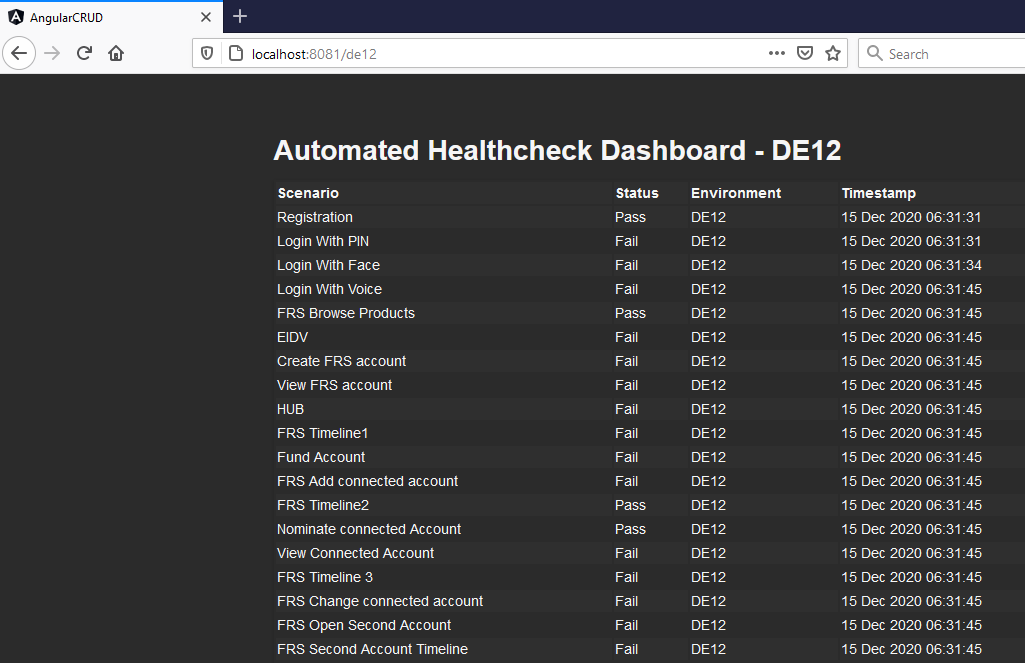 AngularCRUD
localhost:8081/de12
Search
Automated Healthcheck Dashboard - DE12
Scenario Status Environment Timestamp
Registration Pass DE12 15 Dec 2020 06:31:31
Login With PIN Fail DE12 15 Dec 2020 06:31:31
Login With Face Fail DE12 15 Dec 2020 06:31:34
Login With Voice Fail DE12 15 Dec 2020 06:31:45
FRS Browse Products Pass DE12 15 Dec 2020 06:31:45
EIDV Fail DE12 15 Dec 2020 06:31:45
Create FRS account Fail DE12 15 Dec 2020 06:31:45
View FRS account Fail DE12 15 Dec 2020 06:31:45
HUB Fail DE12 15 Dec 2020 06:31:45
FRS Timeline1 Fail DE12 15 Dec 2020 06:31:45
Fund Account Fail DE12 15 Dec 2020 06:31:45
FRS Add connected account Fail DE12 15 Dec 2020 06:31:45
FRS Timeline2 Pass DE12 15 Dec 2020 06:31:45
Nominate connected Account Pass DE12 15 Dec 2020 06:31:45
View Connected Account Fail DE12 15 Dec 2020 06:31:45
FRS Timeline 3 Fail DE12 15 Dec 2020 06:31:45
FRS Change connected account Fail DE12 15 Dec 2020 06:31:45
FRS Open Second Account Fail DE12 15 Dec 2020 06:31:45
FRS Second Account Timeline Fail DE12 15 Dec 2020 06:31:45